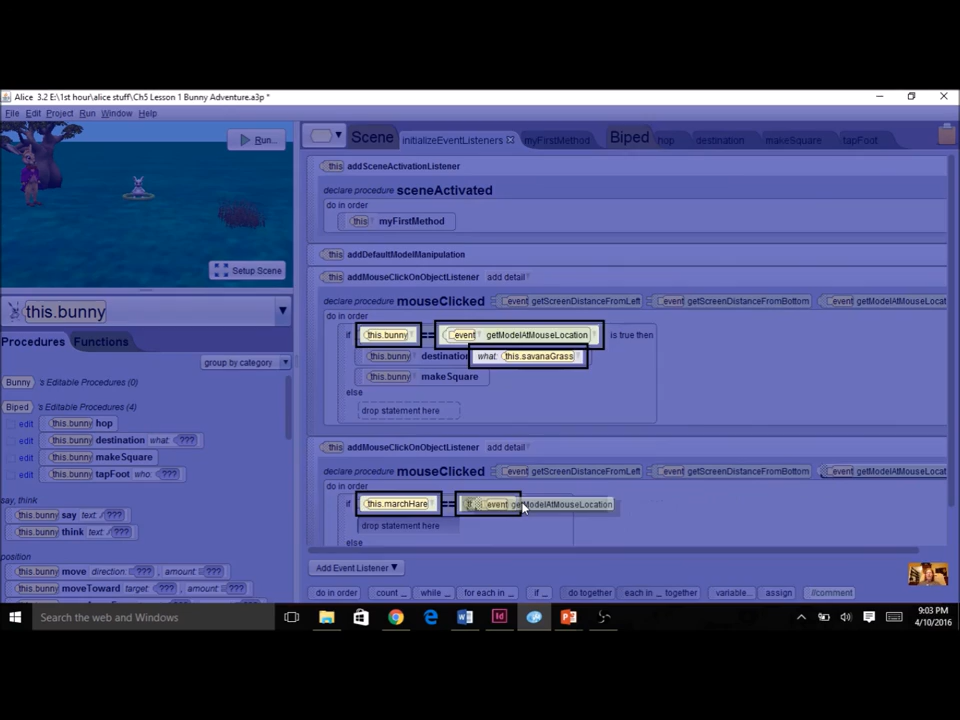 Alice 3.2 E:\1st hour\alice stuff\Ch5 Lesson 1 Bunny Adventure.a3p *
File Edit Project Run Window Help
Run...
Setup Scene
Scene initializeEventListeners myFirstMethod Biped hop destination makeSquare tapFoot
this addSceneActivationListener
declare procedure sceneActivated
do in order
this myFirstMethod
this addDefaultModelManipulation
this addMouseClickOnObjectListener add detail
declare procedure mouseClicked event getScreenDistanceFromLeft event getScreenDistanceFromBottom event getModelAtMouseLocat
do in order
if this.bunny == event getModelAtMouseLocation is true then
this.bunny destination what: this.savanaGrass
this.bunny makeSquare
else
drop statement here
this addMouseClickOnObjectListener add detail
declare procedure mouseClicked event getScreenDistanceFromLeft event getScreenDistanceFromBottom event getModelAtMouseLocat
do in order
if this.marchHare == event getModelAtMouseLocation
drop statement here
else
Add Event Listener
do in order count _ while _ for each in _ if _ do together each in _ together variable... assign //comment
this.bunny
Procedures Functions
group by category
Bunny 's Editable Procedures (0)
Biped 's Editable Procedures (4)
edit this.bunny hop
edit this.bunny destination what: ???
edit this.bunny makeSquare
edit this.bunny tapFoot who: ???
say, think
this.bunny say text: ???
this.bunny think text: ???
position
this.bunny move direction: ??? , amount: ???
this.bunny moveToward target: ??? , amount: ???
Search the web and Windows
9:03 PM
4/10/2016